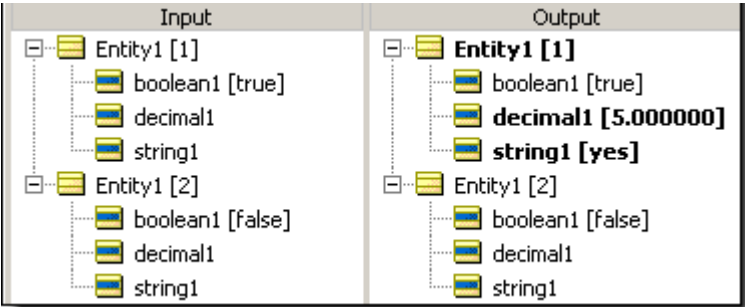 Input
Entity1 [1]
boolean1 [true]
decimal1
string1
Entity1 [2]
boolean1 [false]
decimal1
string1
Output
Entity1 [1]
boolean1 [true]
decimal1 [5.000000]
string1 [yes]
Entity1 [2]
boolean1 [false]
decimal1
string1